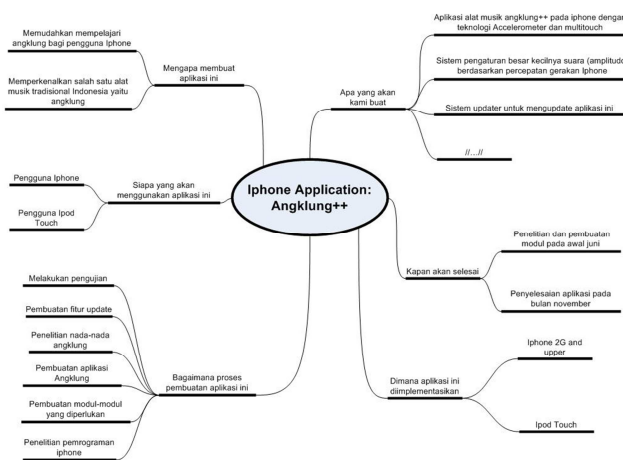 Memudahkan mempelajari
angklung bagi pengguna Iphone
Memperkenalkan salah satu alat
musik tradisional Indonesia yaitu
angklung
Mengapa membuat
aplikasi ini
Aplikasi alat musik angklung++ pada iphone dengan
teknologi Accelerometer dan multitouch
Sistem pengaturan besar kecilnya suara (amplitudo
berdasarkan percepatan gerakan Iphone
Sistem updater untuk mengupdate aplikasi ini
//...//
Apa yang akan
kami buat
Iphone Application:
Angklung++
Pengguna Iphone
Pengguna Ipod
Touch
Siapa yang akan
menggunakan aplikasi ini
Kapan akan selesai
Penelitian dan pembuatan
modul pada awal juni
Penyelesaian aplikasi pada
bulan november
Melakukan pengujian
Pembuatan fitur update
Penelitian nada-nada
angklung
Pembuatan aplikasi
Angklung
Pembuatan modul-modul
yang diperlukan
Penelitian pemrograman
iphone
Bagaimana proses
pembuatan aplikasi ini
Dimana aplikasi ini
diimplementasikan
Iphone 2G and
upper
Ipod Touch